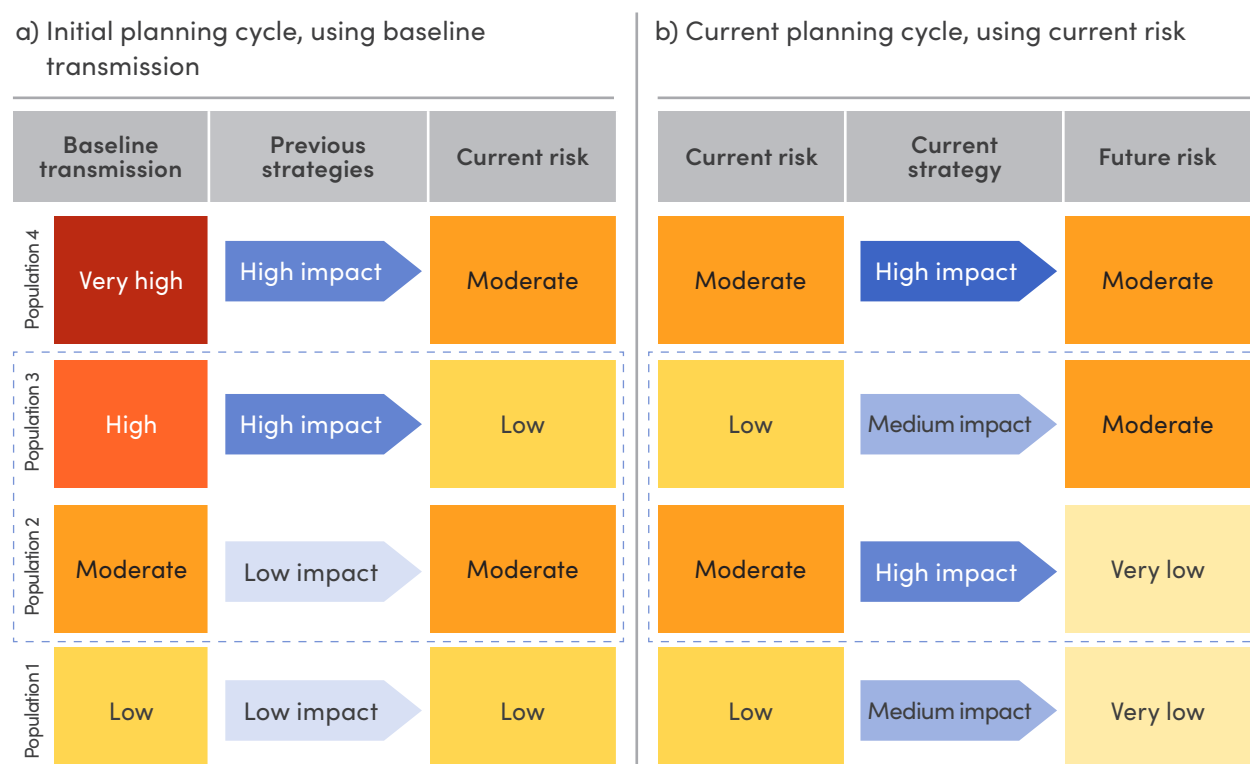 a) Initial planning cycle, using baseline
transmission
Baseline
transmission
Previous
strategies
Current risk
Population 4
Very high
High impact
Moderate
Population 3
High
High impact
Low
Population 2
Moderate
Low impact
Moderate
Population 1
Low
Low impact
Low
b) Current planning cycle, using current risk
Current risk
Current
strategy
Future risk
Moderate
High impact
Moderate
Low
Medium impact
Moderate
Moderate
High impact
Very low
Low
Medium impact
Very low